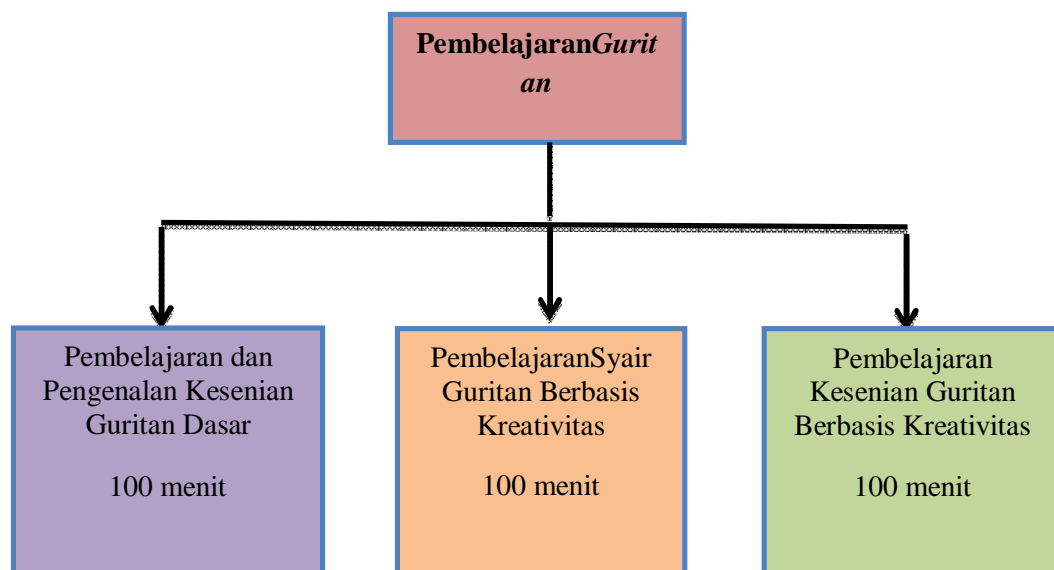 PembelajaranGurit
an
Pembelajaran dan
Pengenalan Kesenian
Guritan Dasar
100 menit
PembelajaranSyair
Guritan Berbasis
Kreativitas
100 menit
Pembelajaran
Kesenian Guritan
Berbasis Kreativitas
100 menit